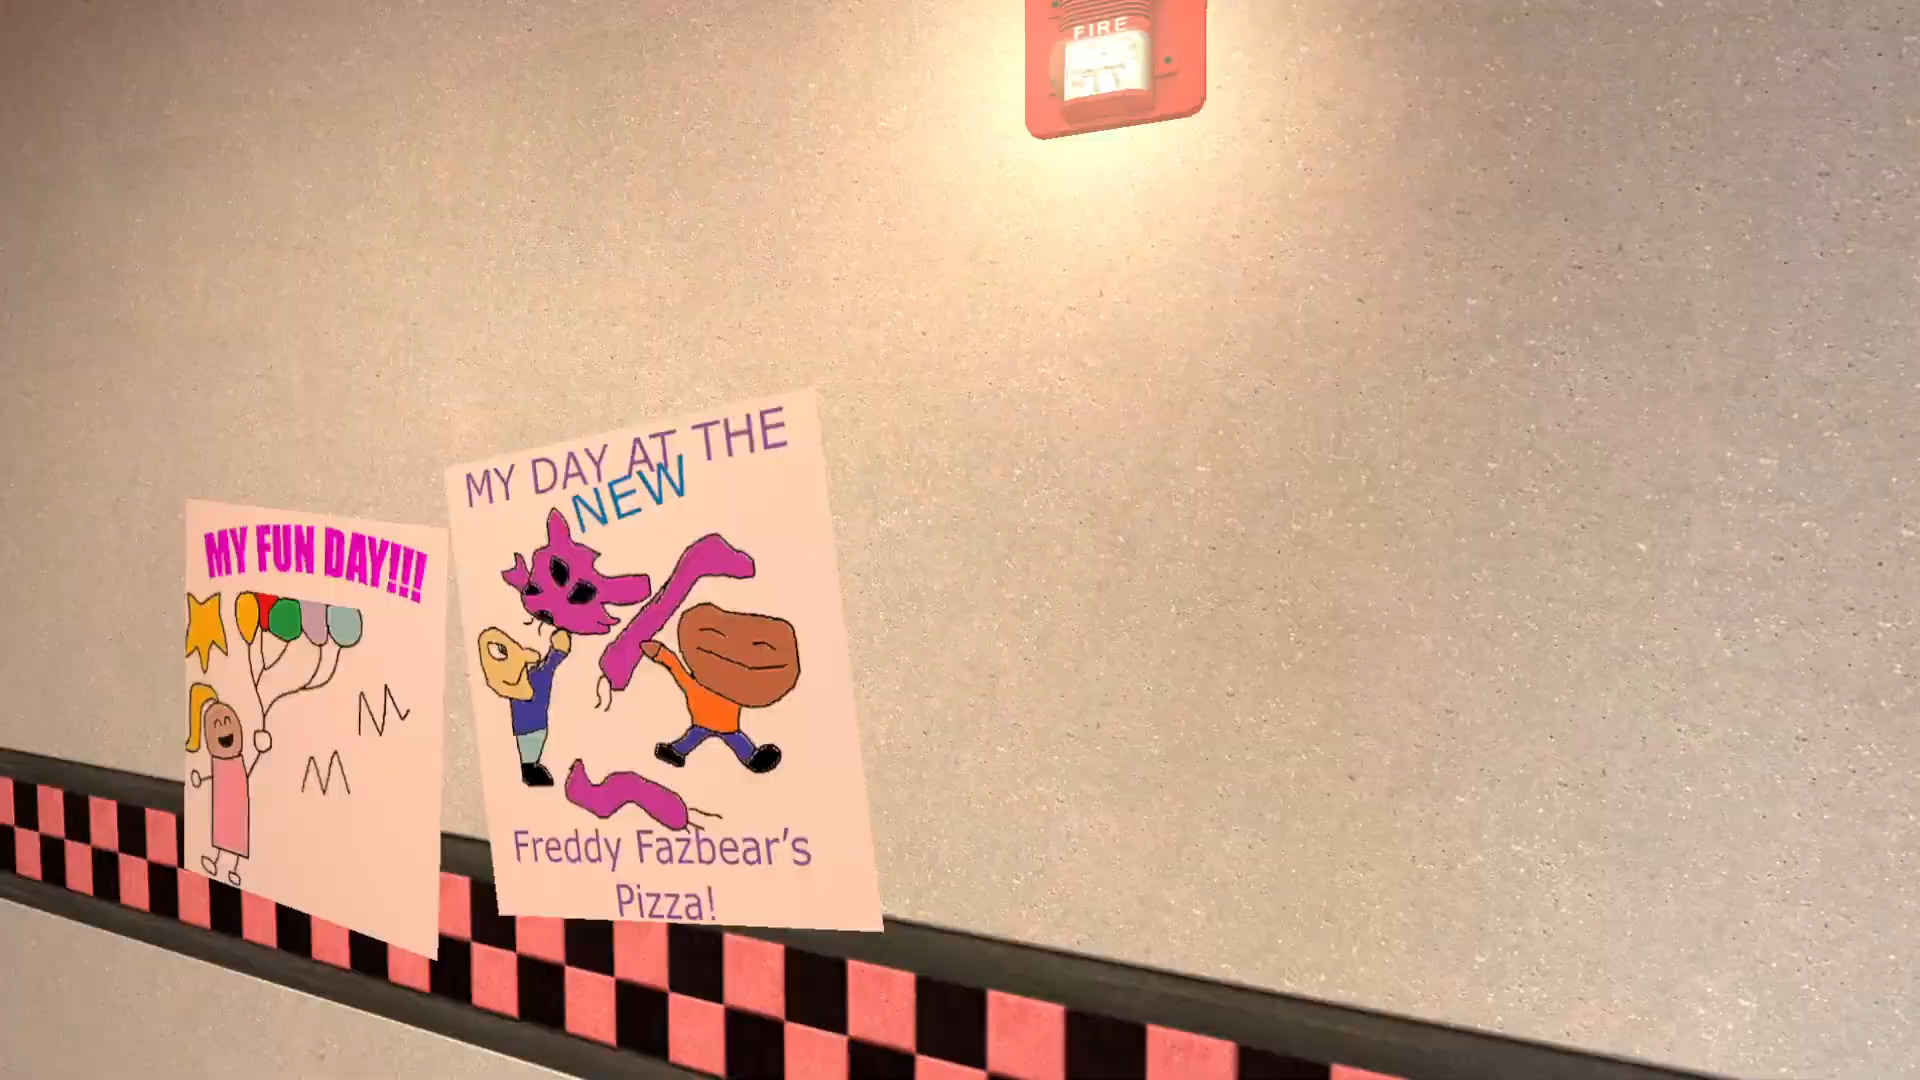 FIRE
MY FUN DAY!!!
MY DAY AT THE
NEW
Freddy Fazbear's
Pizza!